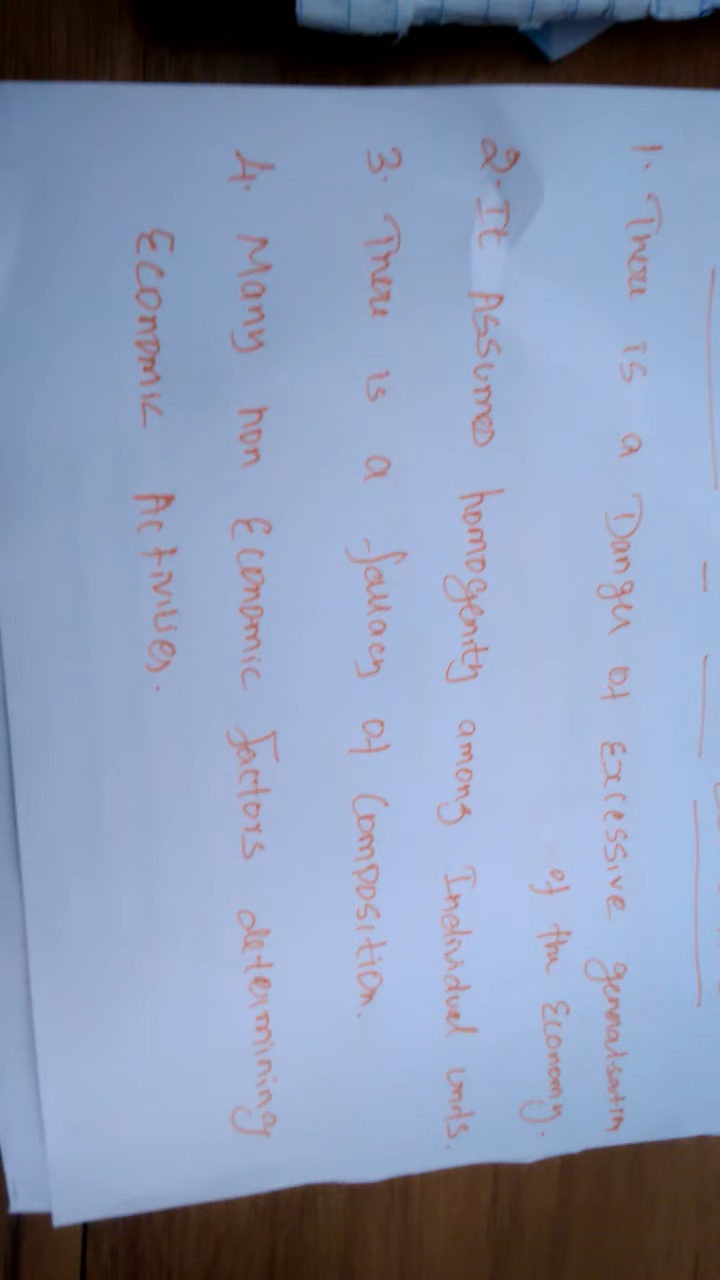 1. There is a Danger of Excessive generalisation
of the Economy.
2. It Assumes homogenity among Individual units.
3. There is a fallacy of Composition.
4. Many non Economic factors determining
Economic Activities.